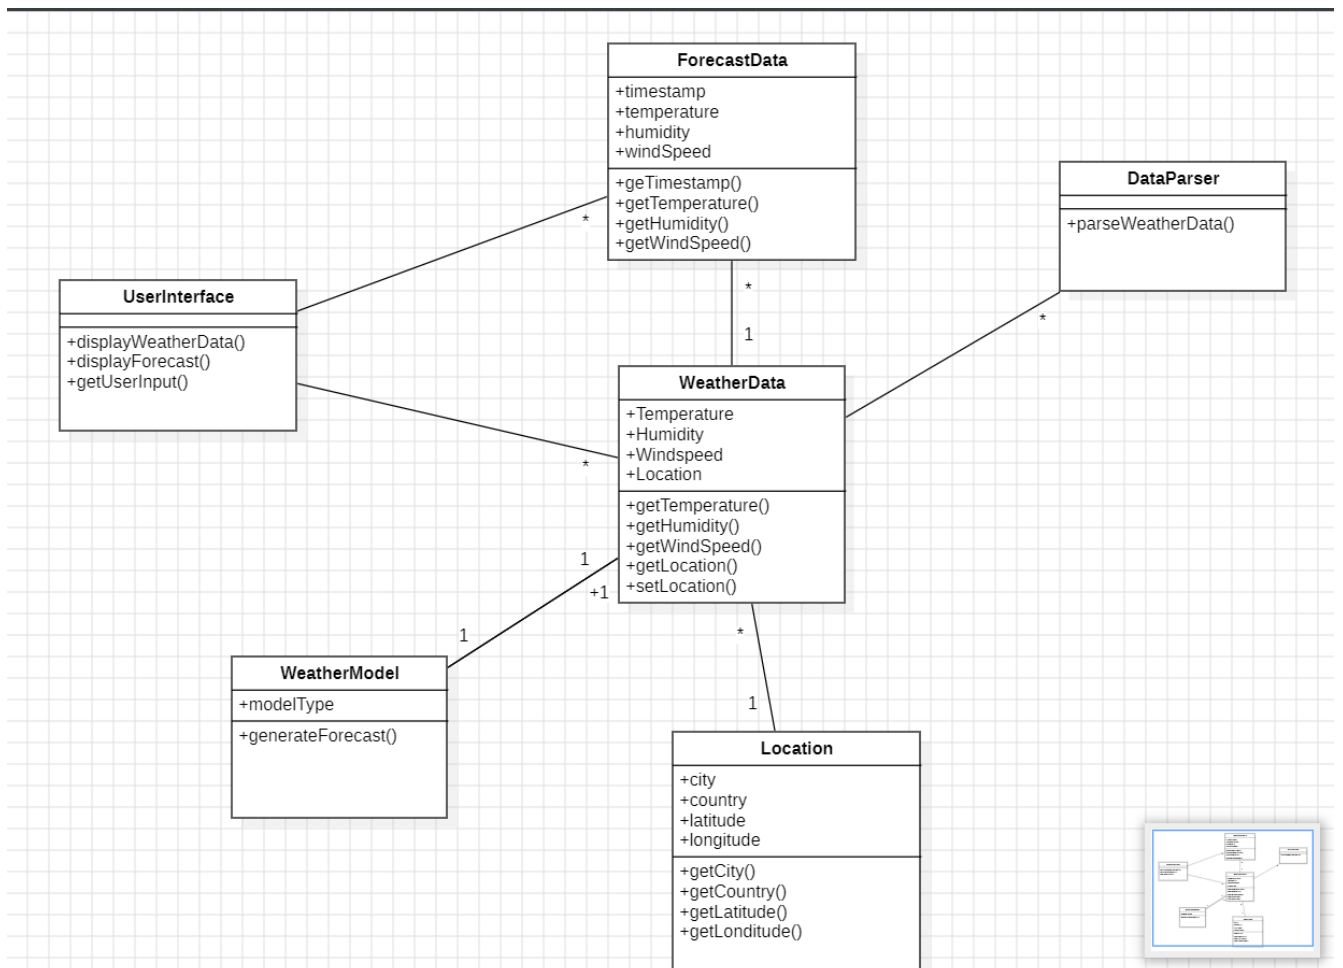 ForecastData
+timestamp
+temperature
+humidity
+windSpeed
+geTimestamp()
+getTemperature()
+getHumidity()
+getWindSpeed()
*
*
1
DataParser
+parseWeatherData()
*
UserInterface
+displayWeatherData()
+displayForecast()
+getUserInput()
*
WeatherData
+Temperature
+Humidity
+Windspeed
+Location
+getTemperature()
+getHumidity()
+getWindSpeed()
+getLocation()
+setLocation()
1
+1
1
*
1
WeatherModel
+modelType
+generateForecast()
Location
+city
+country
+latitude
+longitude
+getCity()
+getCountry()
+getLatitude()
+getLonditude()